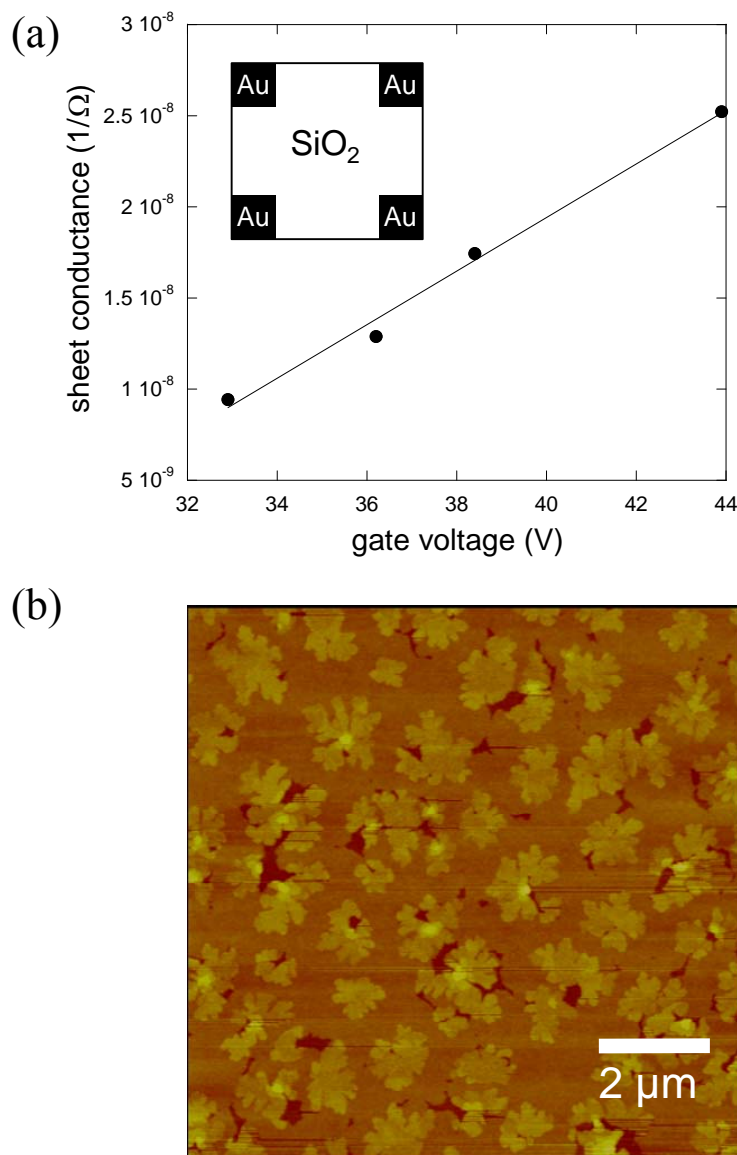 (a)
3 10⁻⁸
2.5 10⁻⁸
2 10⁻⁸
1.5 10⁻⁸
1 10⁻⁸
5 10⁻⁹
sheet conductance (1/Ω)
Au Au
SiO₂
Au Au
32 34 36 38 40 42 44
gate voltage (V)
(b)
2 µm